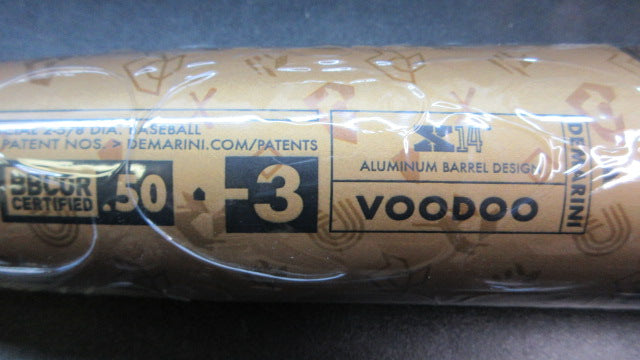 2-5/8 DIA. BASEBALL
PATENT NOS. > DEMARINI.COM/PATENTS
BBCOR
CERTIFIED
.50
-3
X14
ALUMINUM BARREL DESIGN
VOODOO
DEMARINI